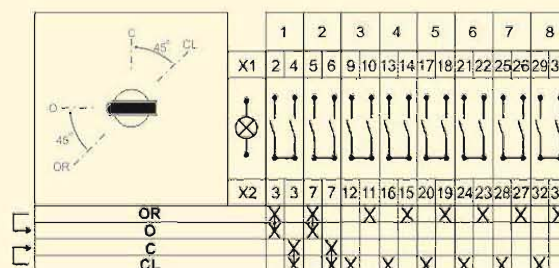 1 2 3 4 5 6 7 8
C
45°
CL
X1 2 4 5 6 9 10 13 14 17 18 21 22 25 26 29
O
45°
OR
X2 3 3 7 7 12 11 16 15 20 19 24 23 28 27 32
OR X X X X X X X
O X X
C X X
CL X X X X X X X X